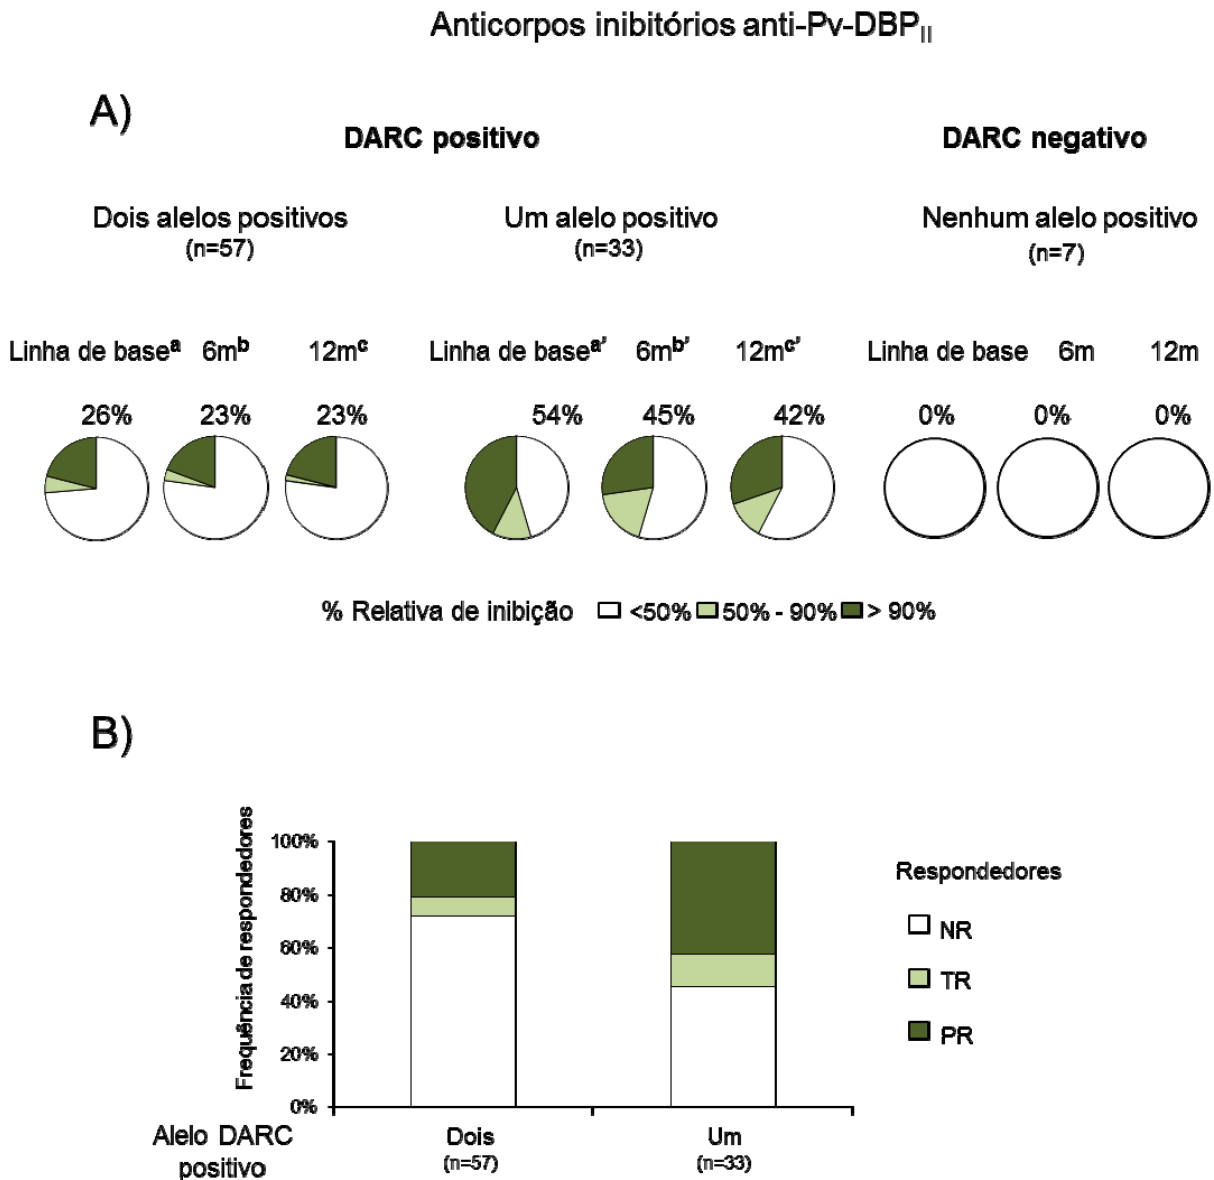 Anticorpos inibitórios anti-Pv-DBPII
A)
DARC positivo DARC negativo
Dois alelos positivos Um alelo positivo Nenhum alelo positivo
(n=57) (n=33) (n=7)
Linha de baseᵃ 6mᵇ 12mᶜ Linha de baseᵃ’ 6mᵇ’ 12mᶜ’ Linha de base 6m 12m
26% 23% 23% 54% 45% 42% 0% 0% 0%
% Relativa de inibição <50% 50% - 90% > 90%
B)
Frequência de respondedores
100%
80%
60%
40%
20%
0%
Respondedores
NR
TR
PR
Alelo DARC positivo
Dois Um
(n=57) (n=33)